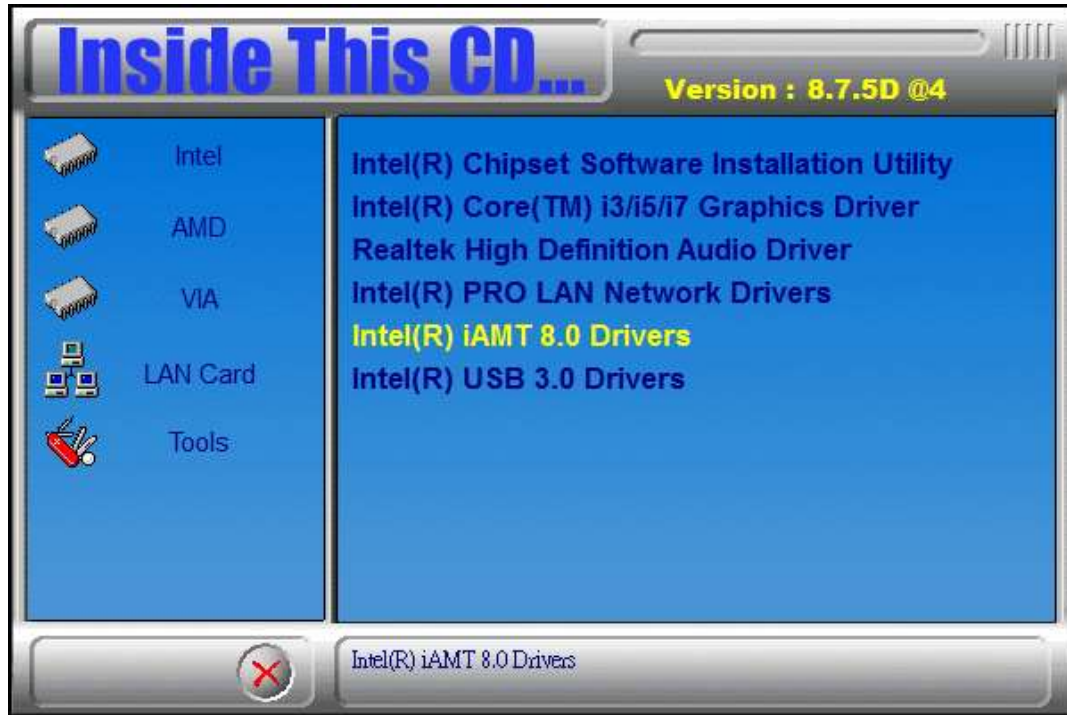 Inside This CD...
Version : 8.7.5D @4
Intel
AMD
VIA
LAN Card
Tools
Intel(R) Chipset Software Installation Utility
Intel(R) Core(TM) i3/i5/i7 Graphics Driver
Realtek High Definition Audio Driver
Intel(R) PRO LAN Network Drivers
Intel(R) iAMT 8.0 Drivers
Intel(R) USB 3.0 Drivers
Intel(R) iAMT 8.0 Drivers